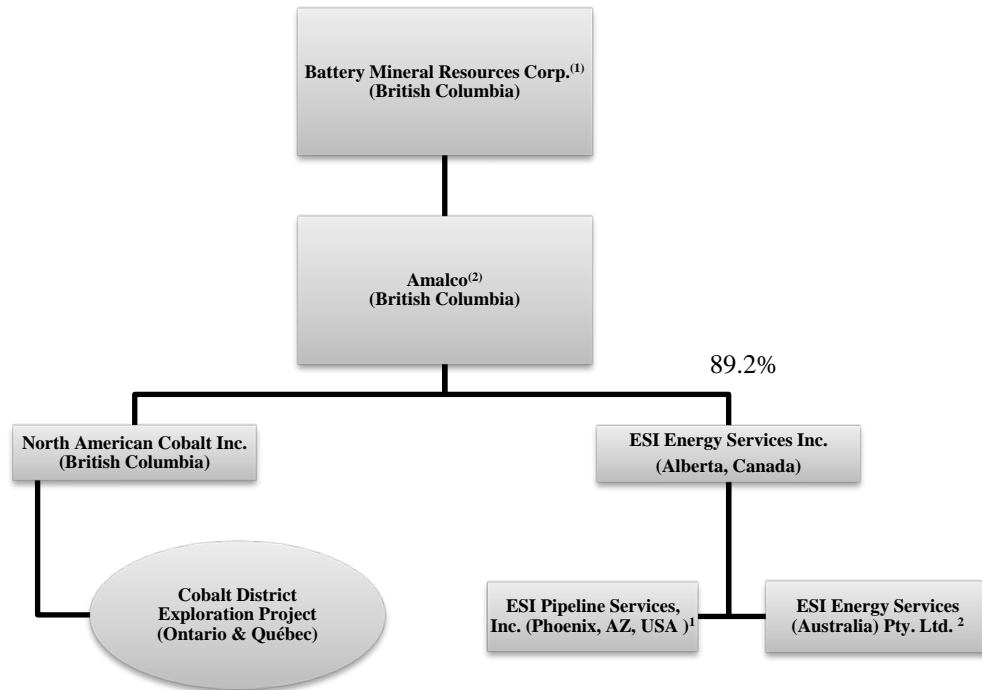 Battery Mineral Resources Corp.(1)
(British Columbia)
Amalco(2)
(British Columbia)
89.2%
North American Cobalt Inc.
(British Columbia)
ESI Energy Services Inc.
(Alberta, Canada)
Cobalt District
Exploration Project
(Ontario & Québec)
ESI Pipeline Services,
Inc. (Phoenix, AZ, USA )1
ESI Energy Services
(Australia) Pty. Ltd. 2